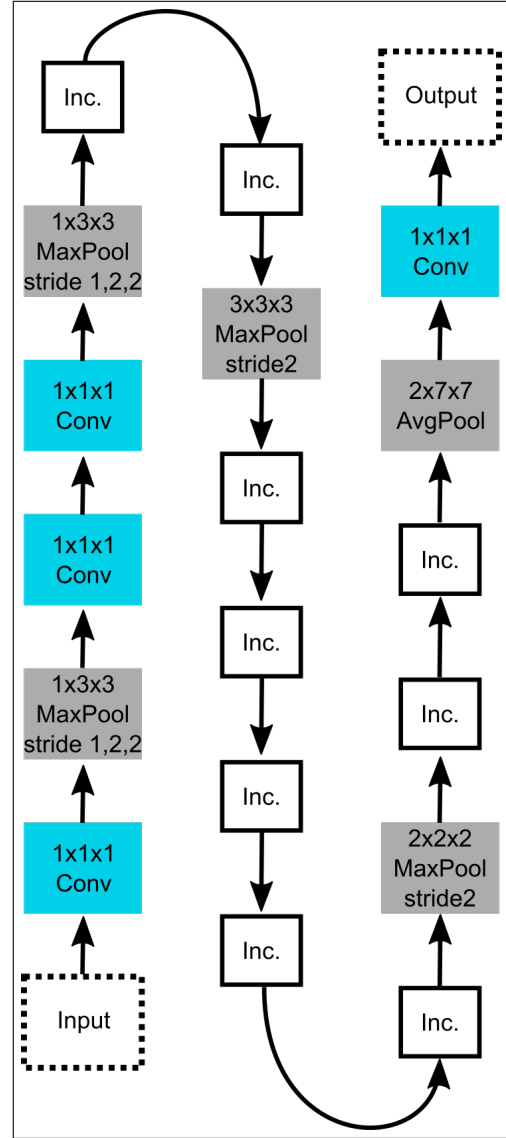 Input
1x1x1
Conv
1x3x3
MaxPool
stride 1,2,2
1x1x1
Conv
1x1x1
Conv
1x3x3
MaxPool
stride 1,2,2
Inc.
Inc.
3x3x3
MaxPool
stride2
Inc.
Inc.
Inc.
Inc.
Inc.
2x2x2
MaxPool
stride2
Inc.
Inc.
2x7x7
AvgPool
1x1x1
Conv
Output